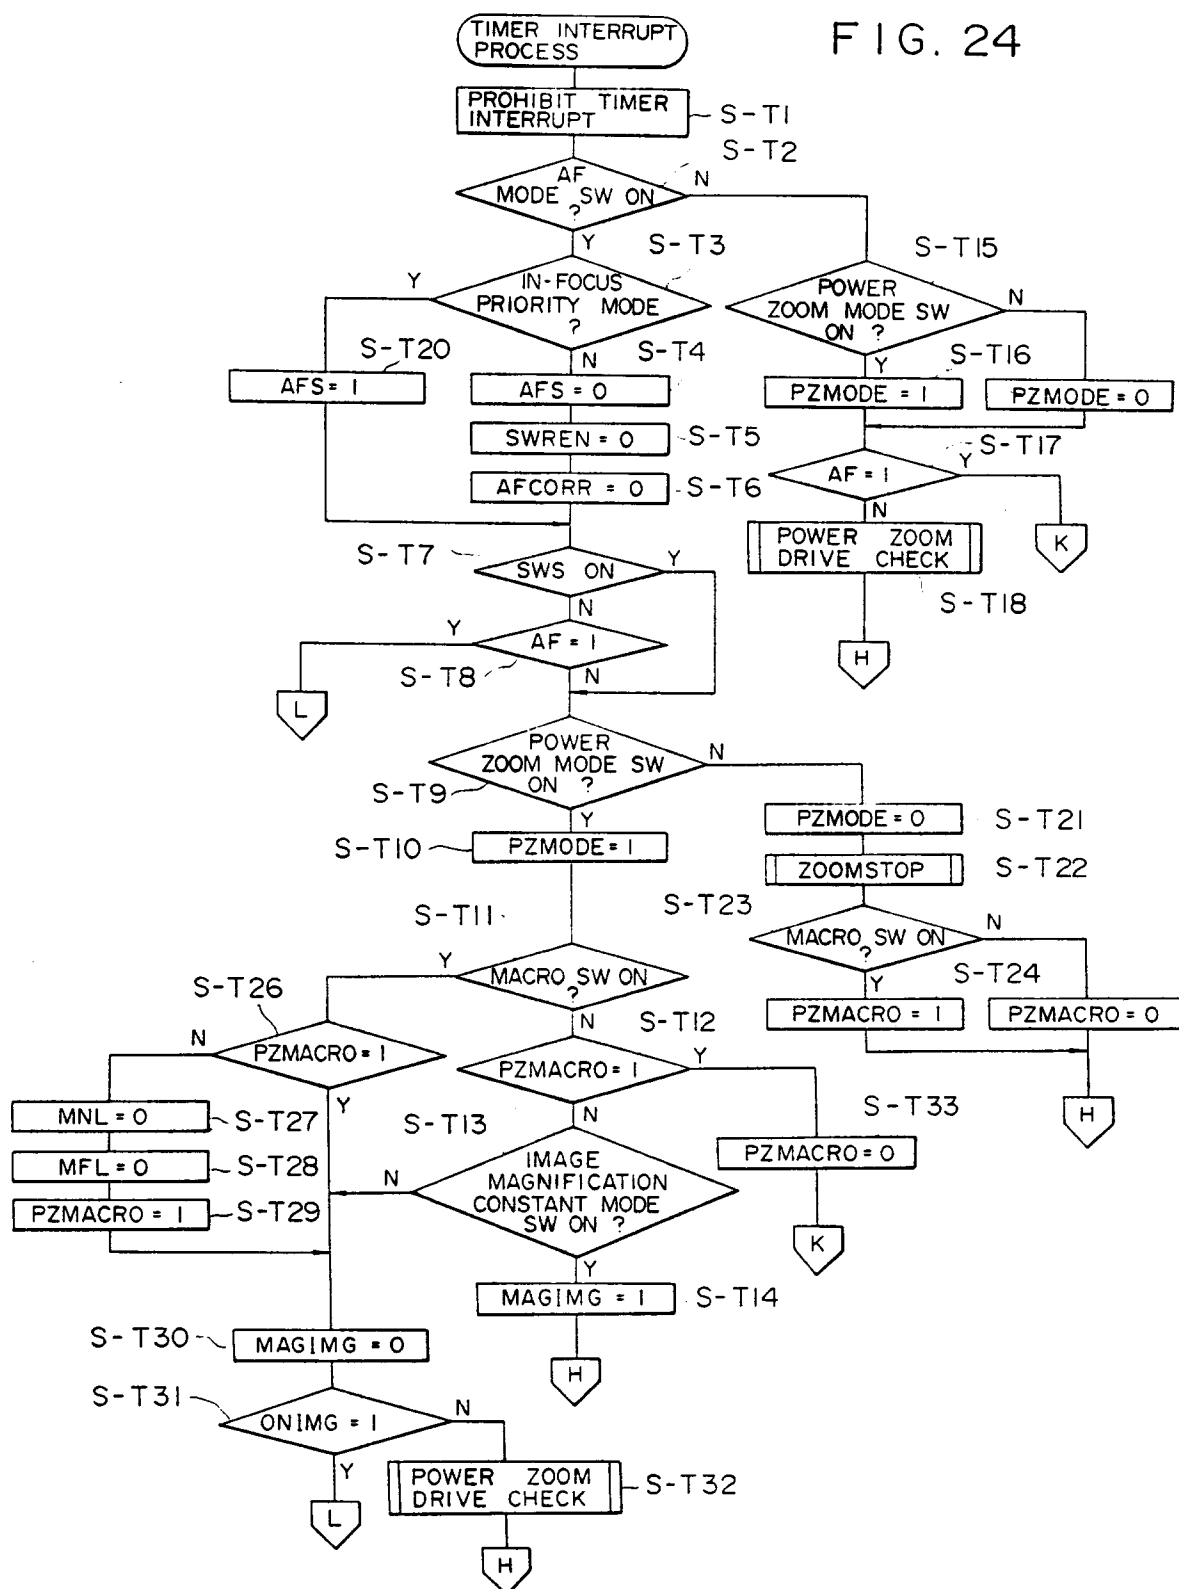 FIG. 24
TIMER INTERRUPT
PROCESS
PROHIBIT TIMER
INTERRUPT
S-T1
S-T2
AF
MODE SW ON
?
N
Y
S-T3
S-T15
Y
IN-FOCUS
PRIORITY MODE
?
POWER
ZOOM MODE SW
ON ?
N
S-T20
N
S-T4
Y
S-T16
AFS = 1
AFS = 0
PZMODE = 1
PZMODE = 0
SWREN = 0
S-T5
S-T17
AFCORR = 0
S-T6
AF = 1
Y
N
S-T7
POWER ZOOM
DRIVE CHECK
K
SWS ON
Y
S-T18
N
Y
AF = 1
H
S-T8
N
L
POWER
ZOOM MODE SW
ON ?
N
S-T9
Y
PZMODE = 0
S-T21
S-T10
PZMODE = 1
ZOOMSTOP
S-T22
S-T11
S-T23
MACRO SW ON
?
N
Y
MACRO SW ON
?
Y
S-T24
S-T26
N
S-T12
PZMACRO = 1
PZMACRO = 0
N
PZMACRO = 1
PZMACRO = 1
Y
H
MNL = 0
S-T27
Y
S-T13
N
S-T33
MFL = 0
S-T28
N
IMAGE
MAGNIFICATION
CONSTANT MODE
SW ON ?
PZMACRO = 0
PZMACRO = 1
S-T29
K
Y
MAGIMG = 1
S-T14
S-T30
MAGIMG = 0
H
S-T31
ONIMG = 1
N
Y
POWER ZOOM
DRIVE CHECK
S-T32
L
H